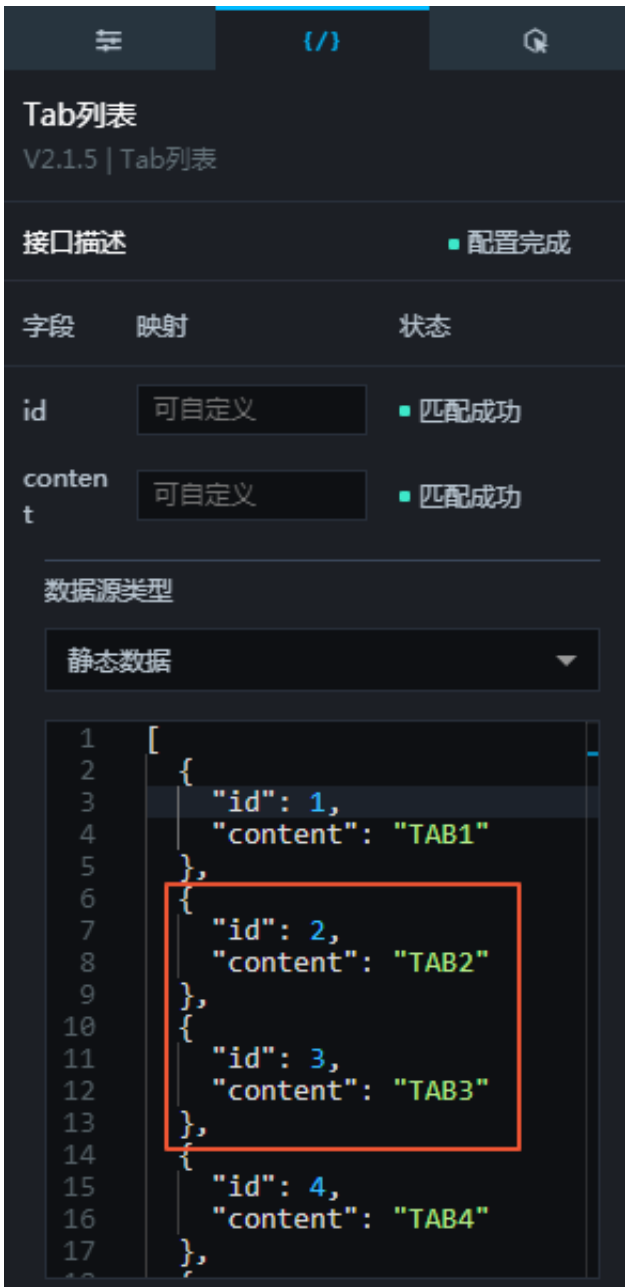 {/}
Tab列表
V2.1.5 | Tab列表
接口描述 配置完成
字段 映射 状态
id 可自定义 匹配成功
conten
t 可自定义 匹配成功
数据源类型
静态数据
1 [
2 {
3 "id": 1,
4 "content": "TAB1"
5 },
6 {
7 "id": 2,
8 "content": "TAB2"
9 },
10 {
11 "id": 3,
12 "content": "TAB3"
13 },
14 {
15 "id": 4,
16 "content": "TAB4"
17 },